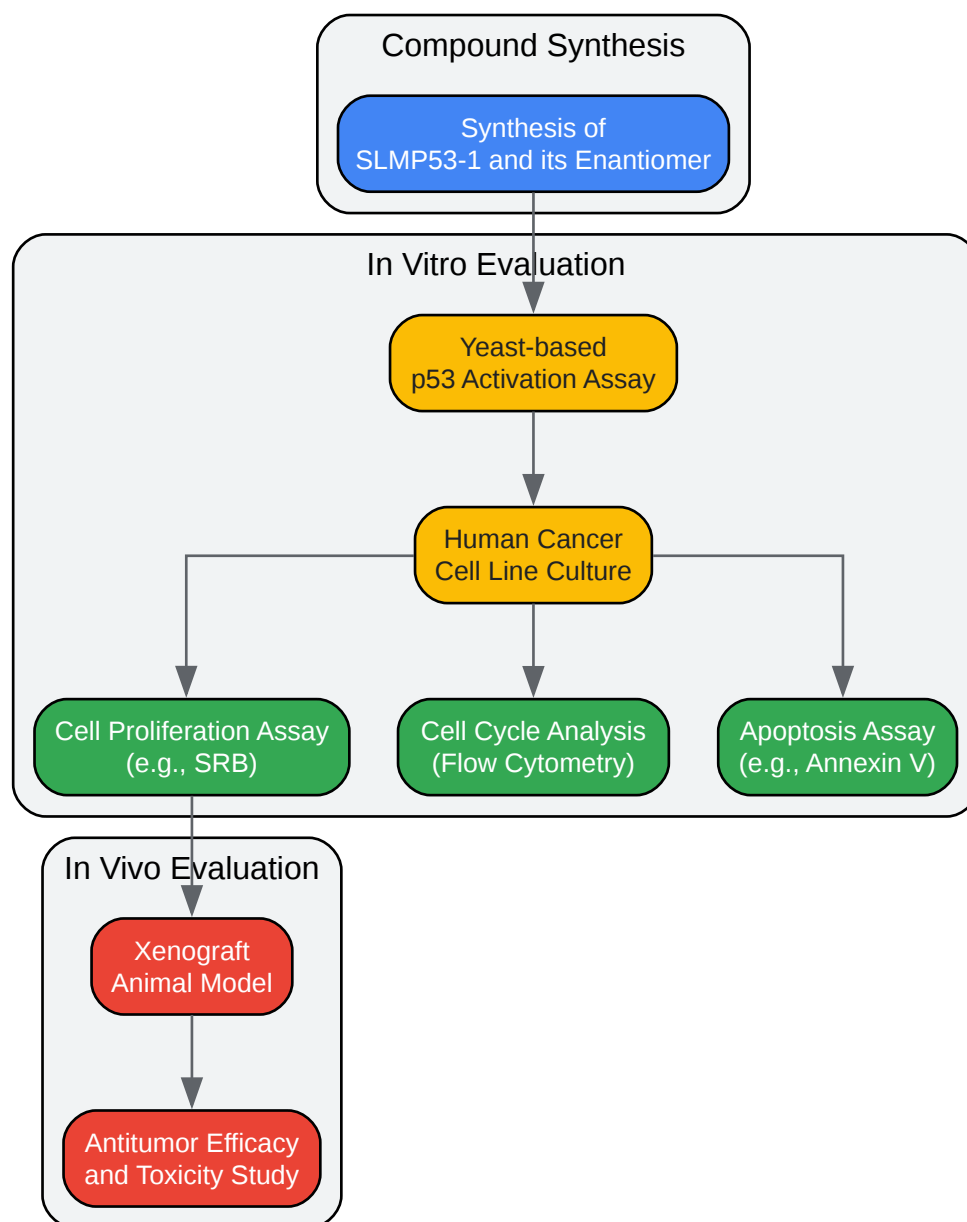 Compound Synthesis
Synthesis of
SLMP53-1 and its Enantiomer
In Vitro Evaluation
Yeast-based
p53 Activation Assay
Human Cancer
Cell Line Culture
Cell Proliferation Assay
(e.g., SRB)
Cell Cycle Analysis
(Flow Cytometry)
Apoptosis Assay
(e.g., Annexin V)
In Vivo Evaluation
Xenograft
Animal Model
Antitumor Efficacy
and Toxicity Study